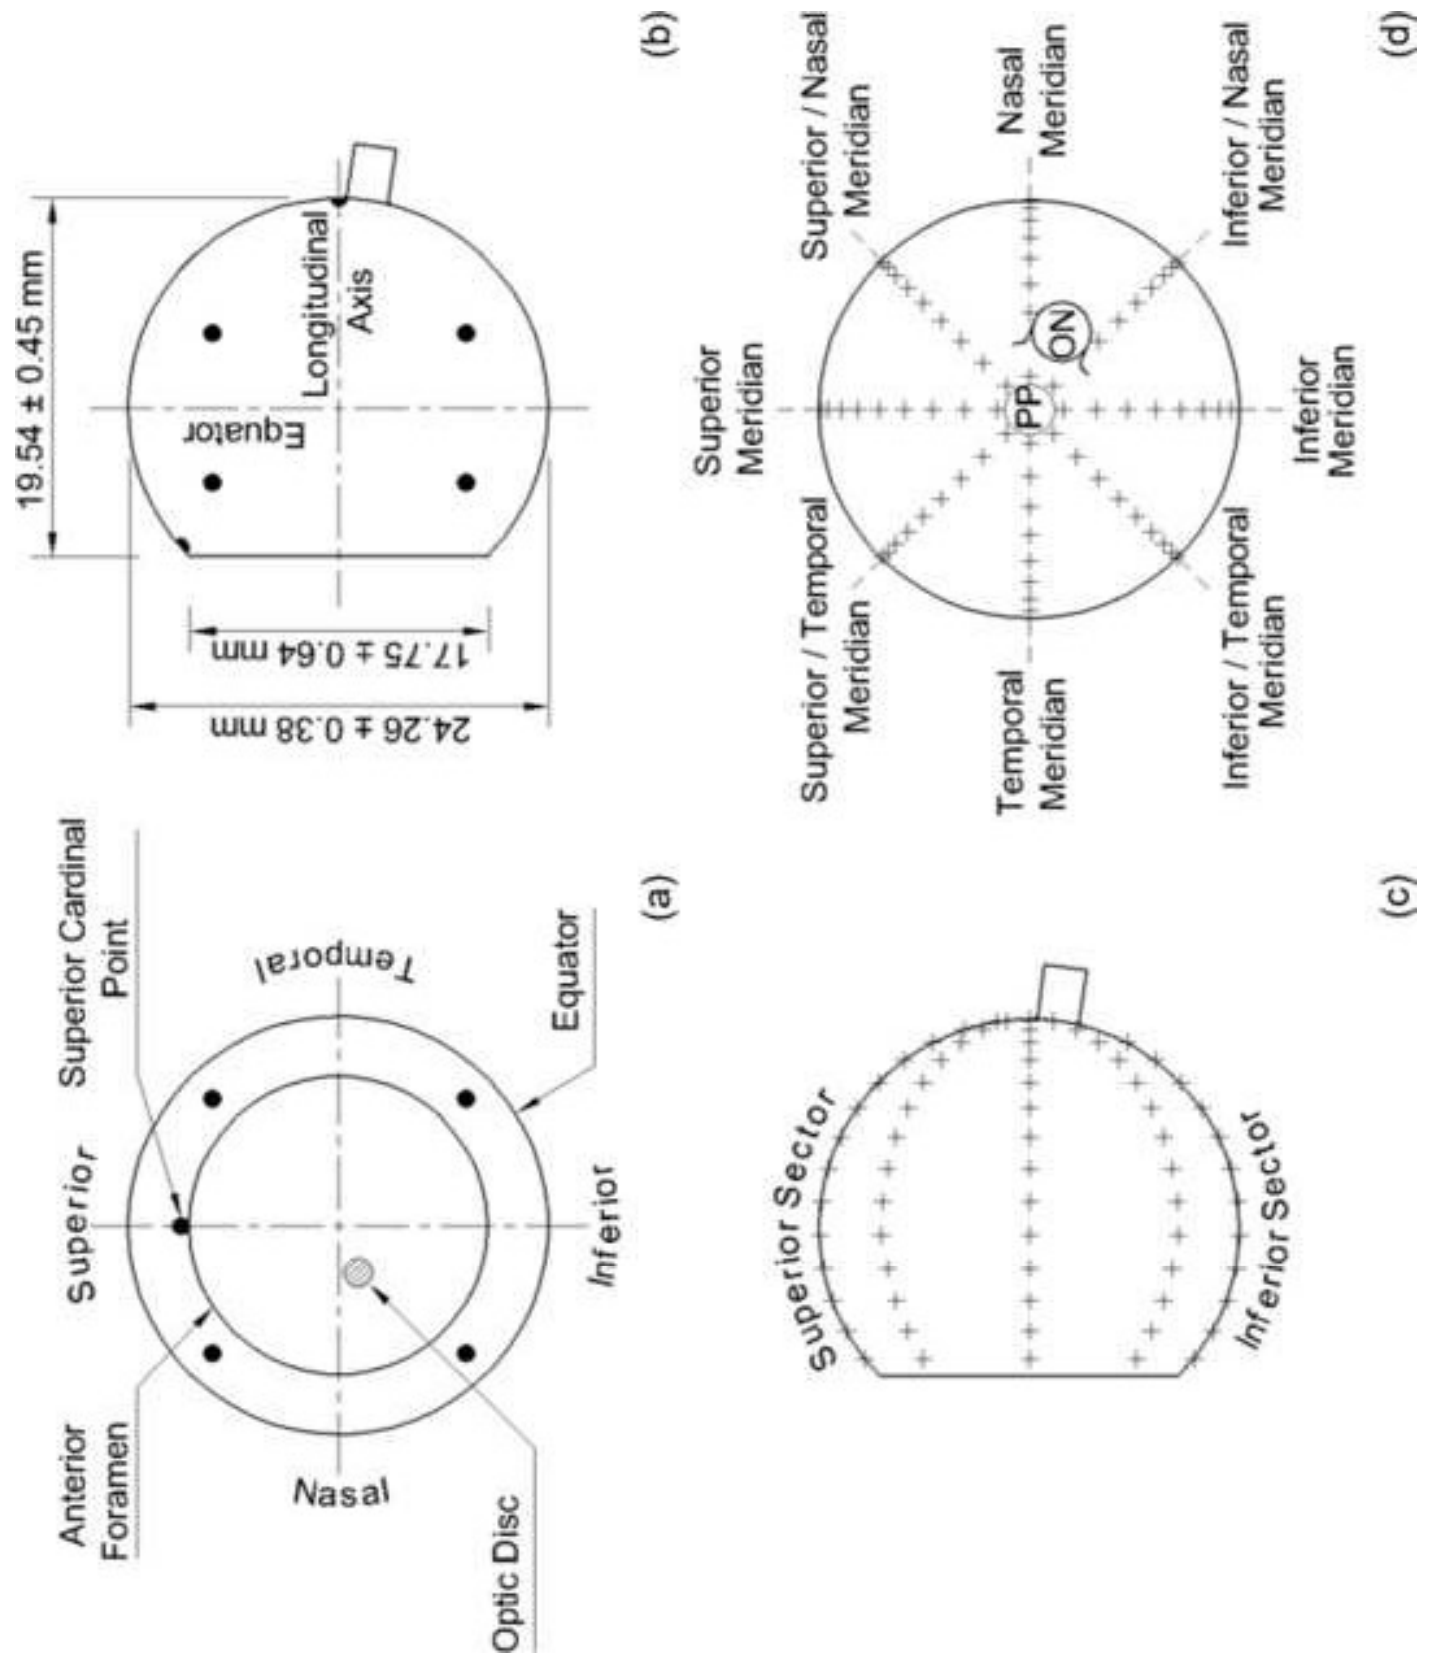 Superior Cardinal
Point
Superior
Anterior
Foramen
Temporal
Nasal
Equator
Inferior
Optic Disc
(a)
19.54 ± 0.45 mm
Equator
Longitudinal
Axis
17.75 ± 0.64 mm
24.26 ± 0.38 mm
(b)
Superior Sector
Inferior Sector
(c)
Superior
Meridian
Superior / Temporal
Meridian
Superior / Nasal
Meridian
Temporal
Meridian
PP
ON
Nasal
Meridian
Inferior / Temporal
Meridian
Inferior / Nasal
Meridian
Inferior
Meridian
(d)